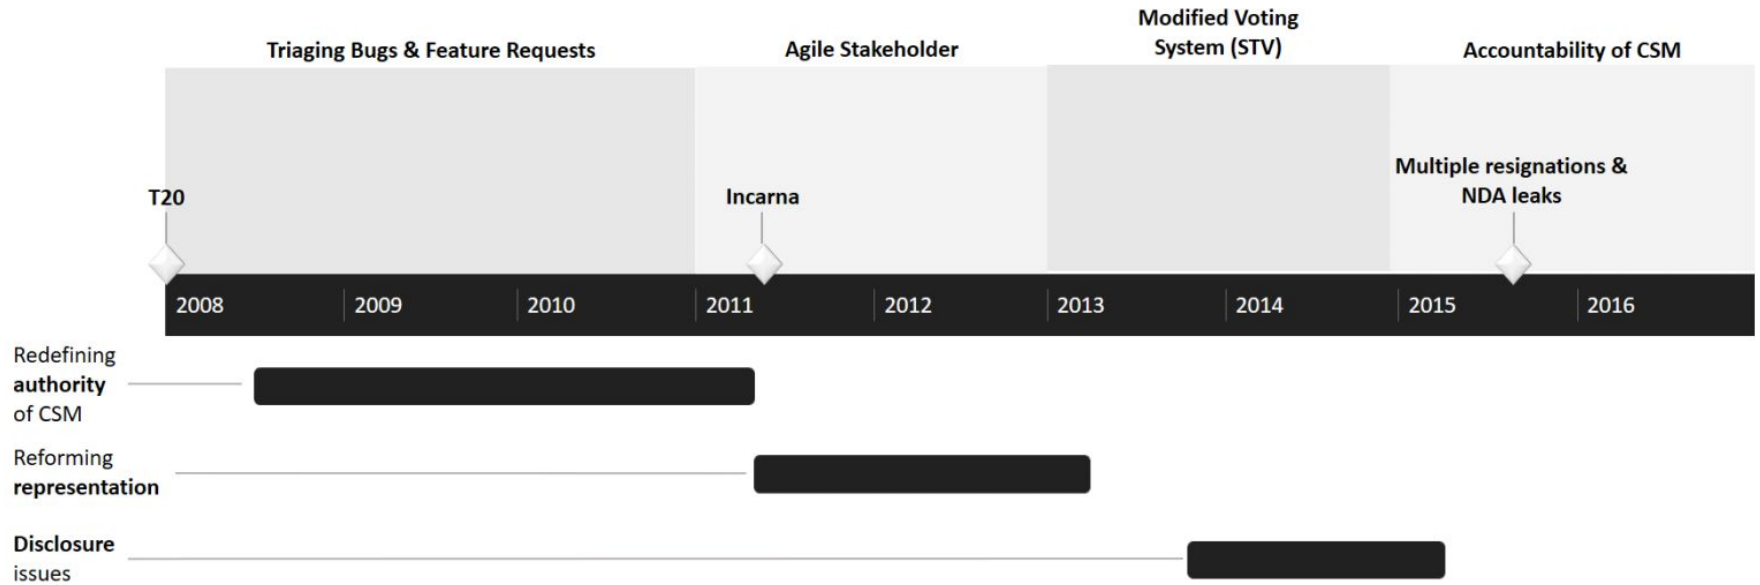 Triaging Bugs & Feature Requests
Agile Stakeholder
Modified Voting
System (STV)
Accountability of CSM
T20
Incarna
Multiple resignations &
NDA leaks
2008 2009 2010 2011 2012 2013 2014 2015 2016
Redefining
authority
of CSM
Reforming
representation
Disclosure
issues